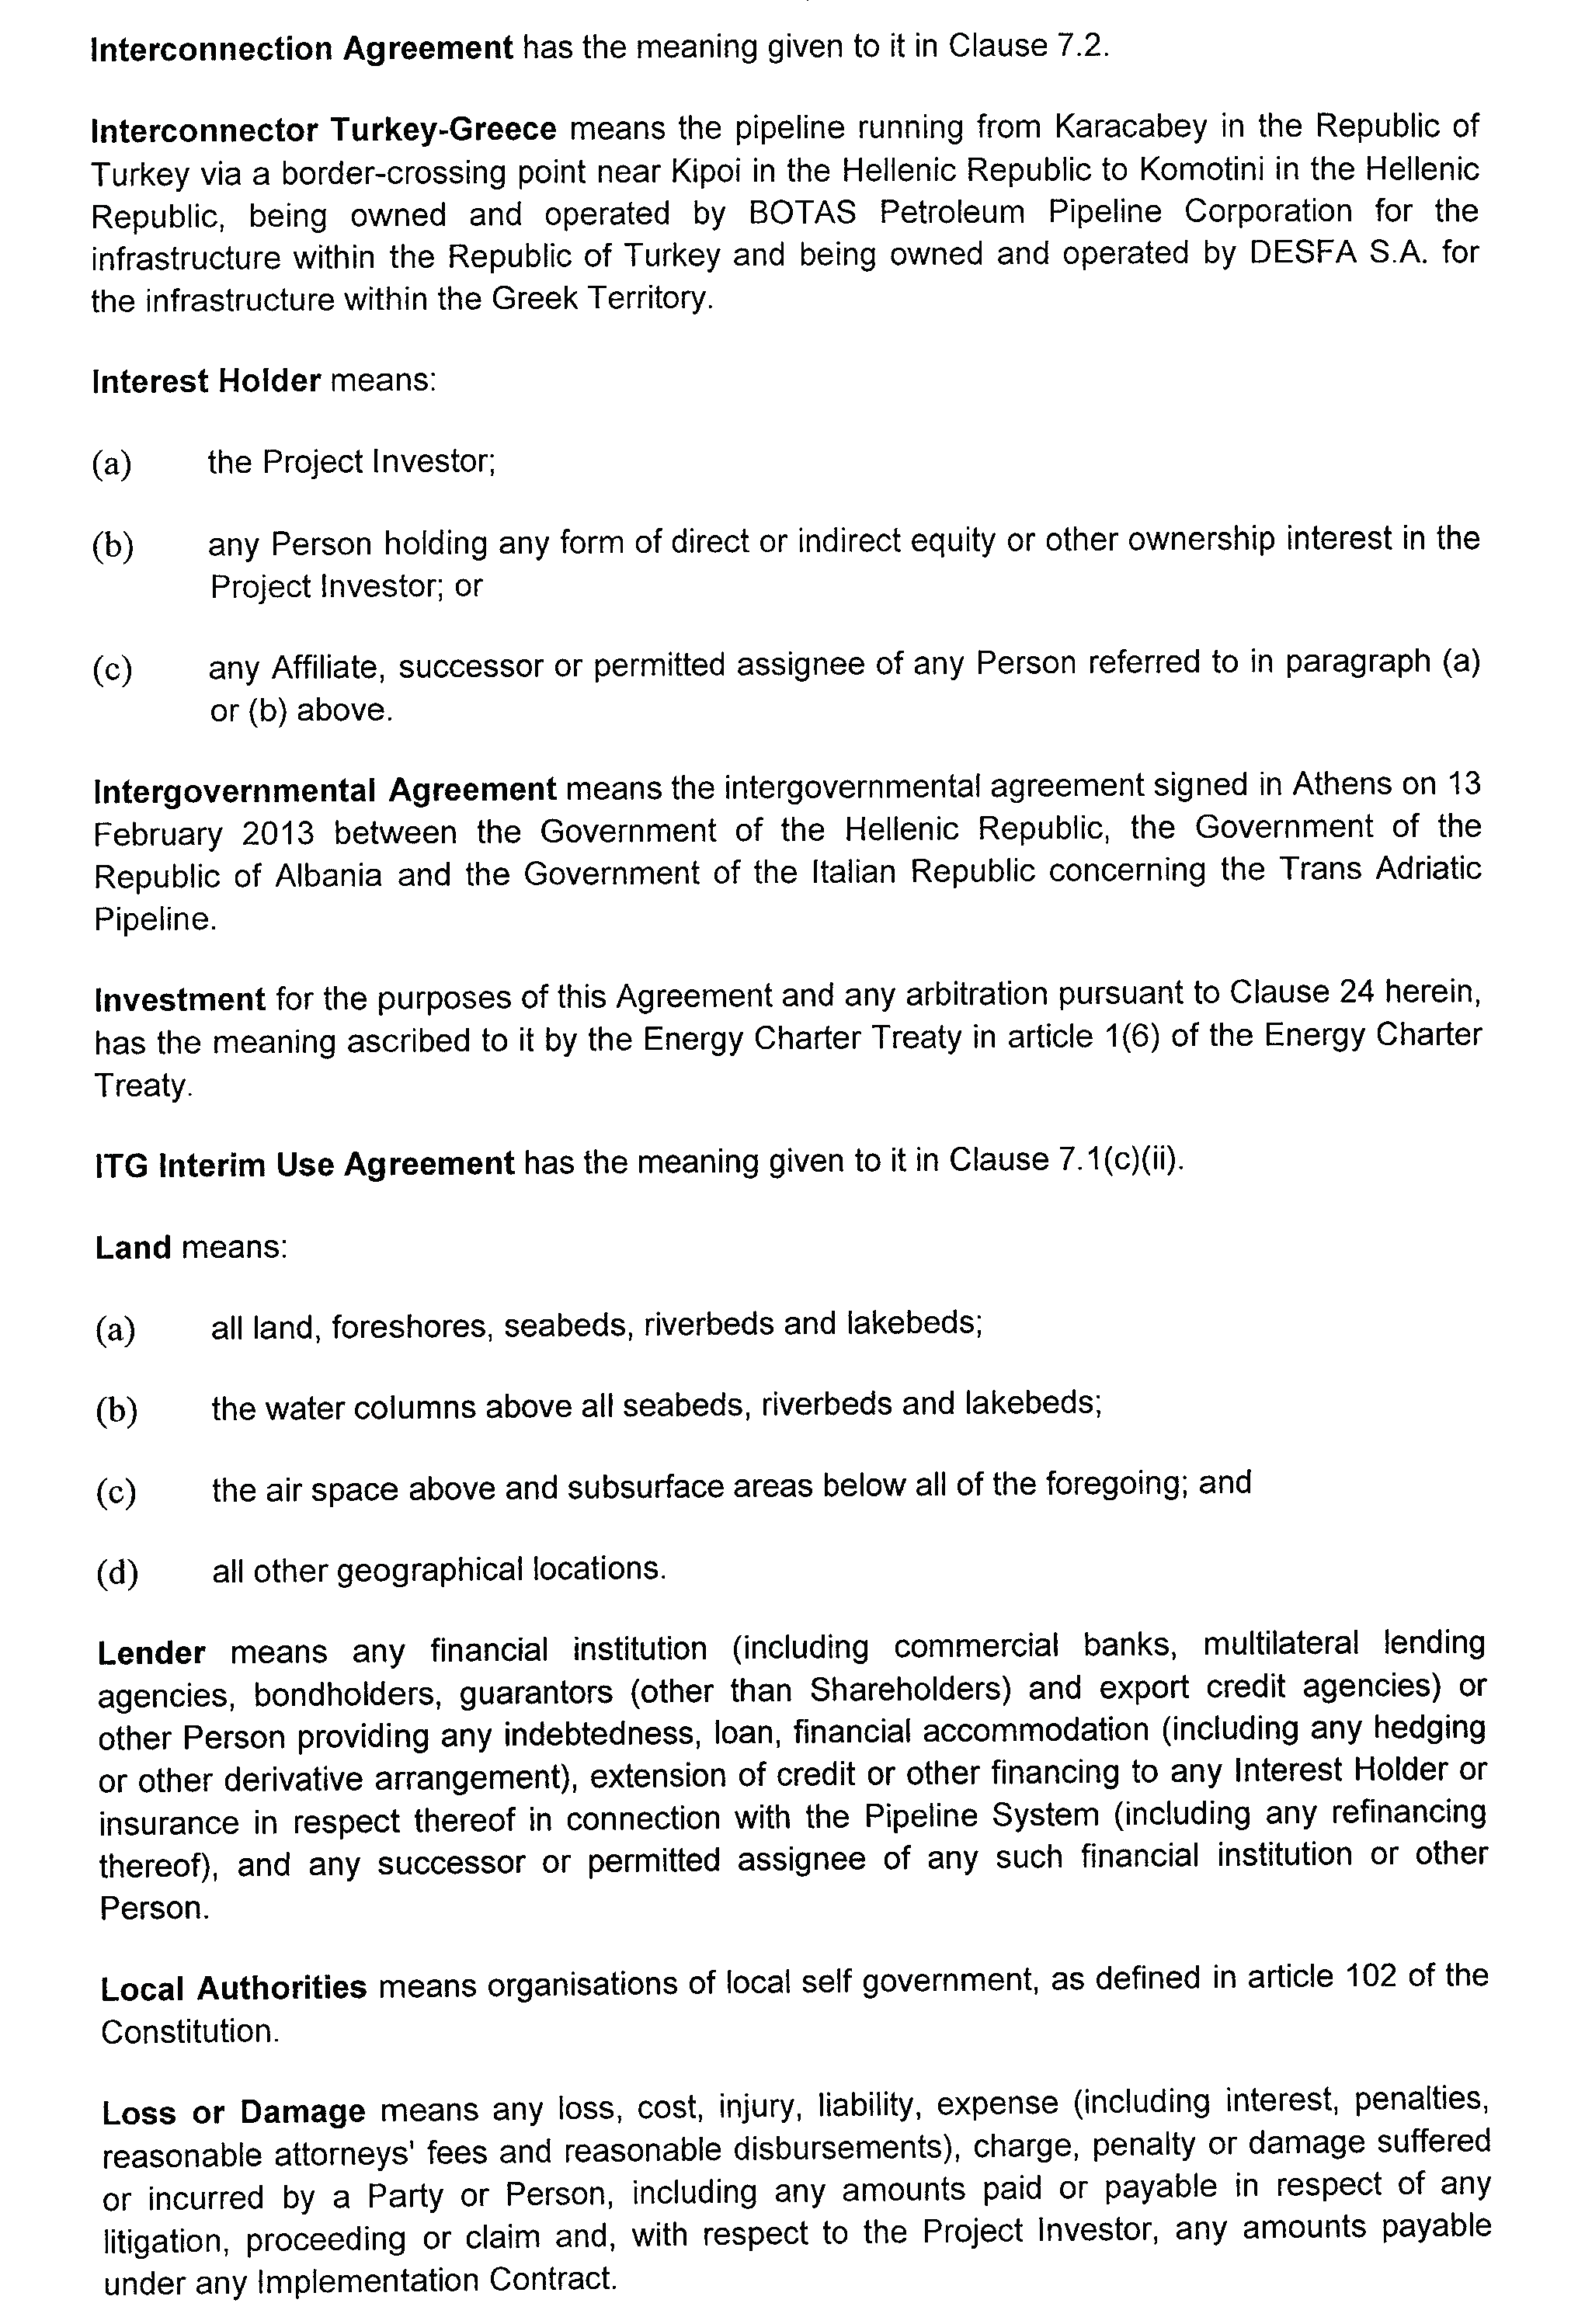 Interconnection Agreement has the meaning given to it in Clause 7.2.
Interconnector Turkey-Greece means the pipeline running from Karacabey in the Republic of
Turkey via a border-crossing point near Kipoi in the Hellenic Republic to Komotini in the Hellenic
Republic, being owned and operated by BOTAS Petroleum Pipeline Corporation for the
infrastructure within the Republic of Turkey and being owned and operated by DESFA S.A. for
the infrastructure within the Greek Territory.
Interest Holder means:
(a) the Project Investor;
(b) any Person holding any form of direct or indirect equity or other ownership interest in the
Project Investor; or
(c) any Affiliate, successor or permitted assignee of any Person referred to in paragraph (a)
or (b) above.
Intergovernmental Agreement means the intergovernmental agreement signed in Athens on 13
February 2013 between the Government of the Hellenic Republic, the Government of the
Republic of Albania and the Government of the Italian Republic concerning the Trans Adriatic
Pipeline.
Investment for the purposes of this Agreement and any arbitration pursuant to Clause 24 herein,
has the meaning ascribed to it by the Energy Charter Treaty in article 1(6) of the Energy Charter
Treaty.
ITG Interim Use Agreement has the meaning given to it in Clause 7.1(c)(ii).
Land means:
(a) all land, foreshores, seabeds, riverbeds and lakebeds;
(b) the water columns above all seabeds, riverbeds and lakebeds;
(c) the air space above and subsurface areas below all of the foregoing; and
(d) all other geographical locations.
Lender means any financial institution (including commercial banks, multilateral lending
agencies, bondholders, guarantors (other than Shareholders) and export credit agencies) or
other Person providing any indebtedness, loan, financial accommodation (including any hedging
or other derivative arrangement), extension of credit or other financing to any Interest Holder or
insurance in respect thereof in connection with the Pipeline System (including any refinancing
thereof), and any successor or permitted assignee of any such financial institution or other
Person.
Local Authorities means organisations of local self government, as defined in article 102 of the
Constitution.
Loss or Damage means any loss, cost, injury, liability, expense (including interest, penalties,
reasonable attorneys' fees and reasonable disbursements), charge, penalty or damage suffered
or incurred by a Party or Person, including any amounts paid or payable in respect of any
litigation, proceeding or claim and, with respect to the Project Investor, any amounts payable
under any Implementation Contract.